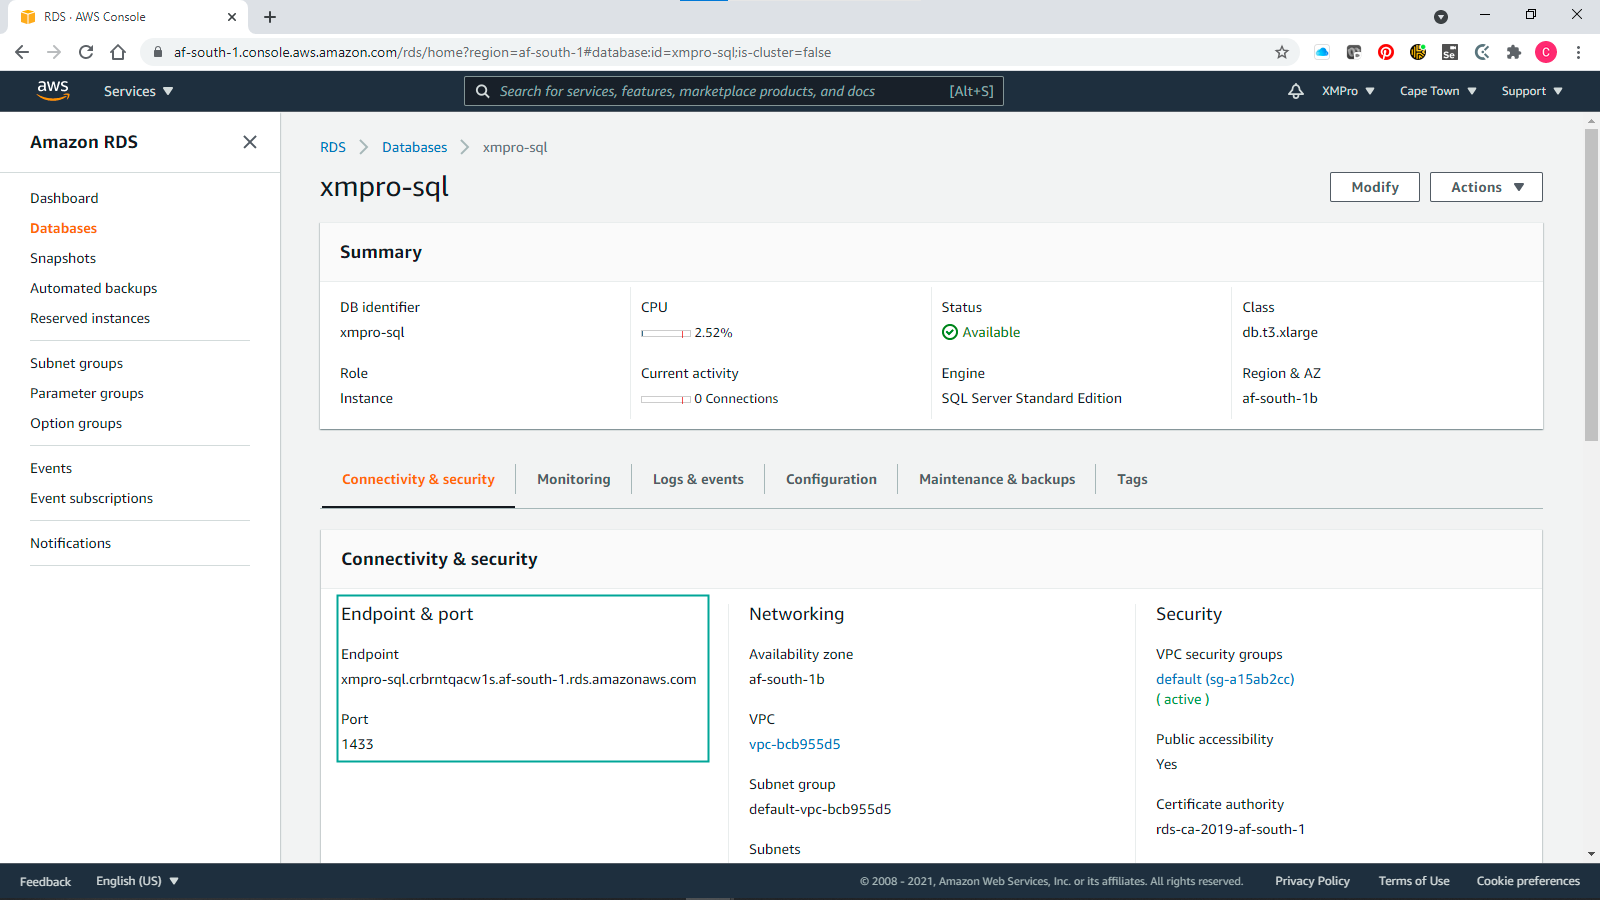 RDS · AWS Console
af-south-1.console.aws.amazon.com/rds/home?region=af-south-1#database:id=xmpro-sql;is-cluster=false
Se
C
aws
Services
Search for services, features, marketplace products, and docs
[Alt+S]
XMPro
Cape Town
Support
Amazon RDS
Dashboard
Databases
Snapshots
Automated backups
Reserved instances
Subnet groups
Parameter groups
Option groups
Events
Event subscriptions
Notifications
RDS
Databases
xmpro-sql
xmpro-sql
Modify
Actions
Summary
DB identifier
xmpro-sql
CPU
2.52%
Status
Available
Class
db.t3.xlarge
Role
Instance
Current activity
0 Connections
Engine
SQL Server Standard Edition
Region & AZ
af-south-1b
Connectivity & security
Monitoring
Logs & events
Configuration
Maintenance & backups
Tags
Connectivity & security
Endpoint & port
Endpoint
xmpro-sql.crbrntqacw1s.af-south-1.rds.amazonaws.com
Port
1433
Networking
Availability zone
af-south-1b
VPC
vpc-bcb955d5
Subnet group
default-vpc-bcb955d5
Subnets
Security
VPC security groups
default (sg-a15ab2cc)
( active )
Public accessibility
Yes
Certificate authority
rds-ca-2019-af-south-1
Feedback
English (US)
© 2008 - 2021, Amazon Web Services, Inc. or its affiliates. All rights reserved.
Privacy Policy
Terms of Use
Cookie preferences